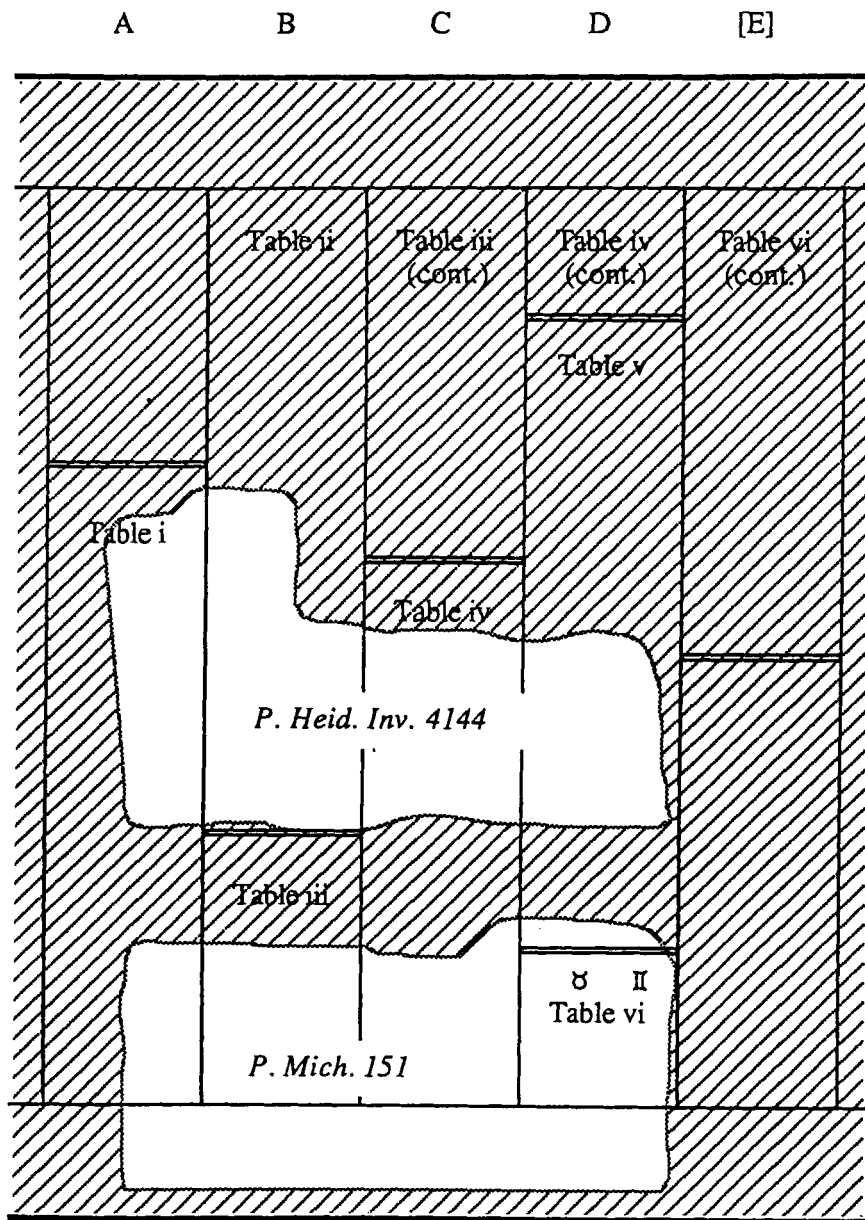 A B C D [E]
Table ii Table iii Table iv Table vi
(cont.) (cont.) (cont.)
Table v
Table i
Table iv
P. Heid. Inv. 4144
Table iii
♉ ♊
Table vi
P. Mich. 151